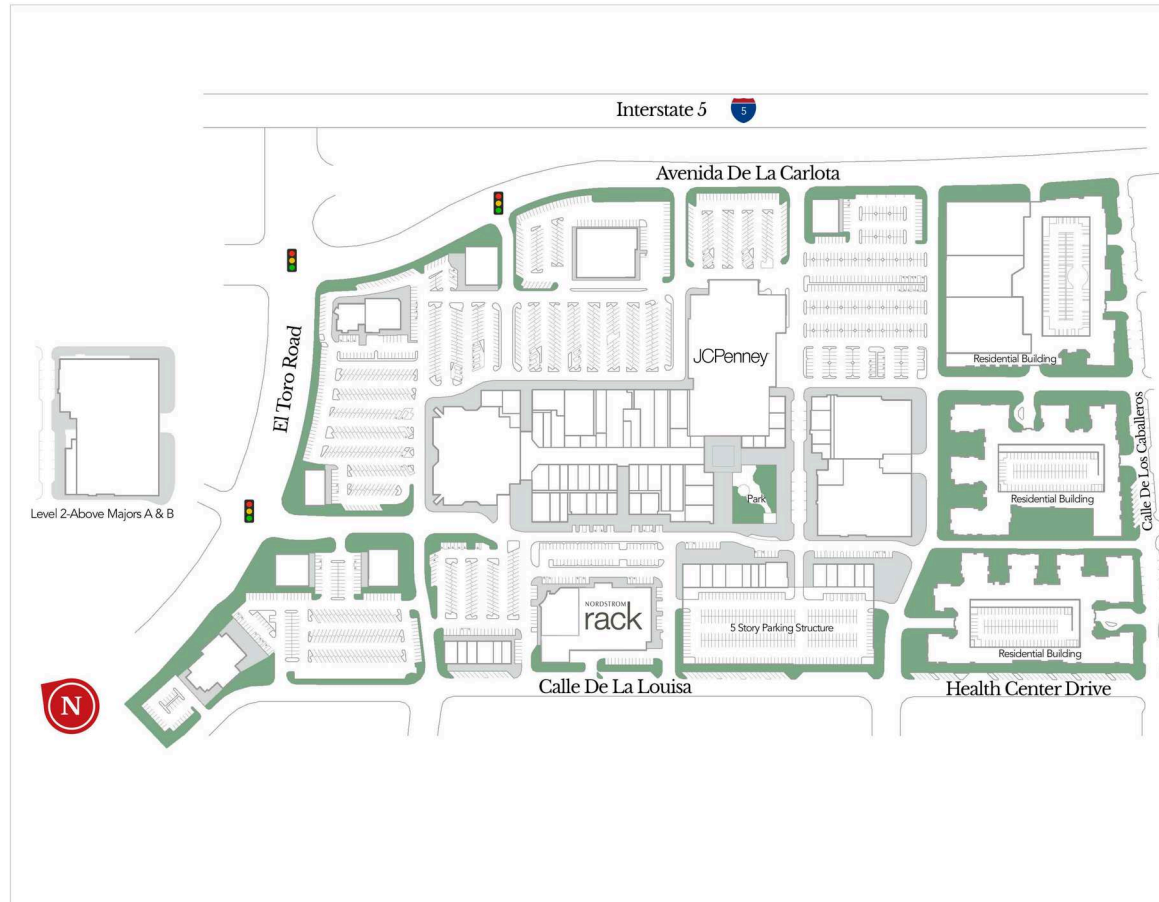 Interstate 5
5
Avenida De La Carlota
El Toro Road
JCPenney
Residential Building
Calle De Los Caballeros
Level 2-Above Majors A & B
Park
Residential Building
NORDSTROM
rack
5 Story Parking Structure
Residential Building
Calle De La Louisa
Health Center Drive
N